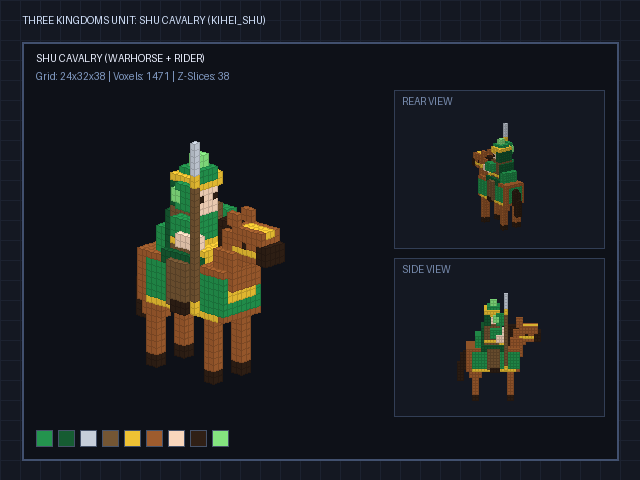 THREE KINGDOMS UNIT: SHU CAVALRY (KIHEI_SHU)
SHU CAVALRY (WARHORSE + RIDER)
Grid: 24x32x38 | Voxels: 1471 | Z-Slices: 38
REAR VIEW
SIDE VIEW